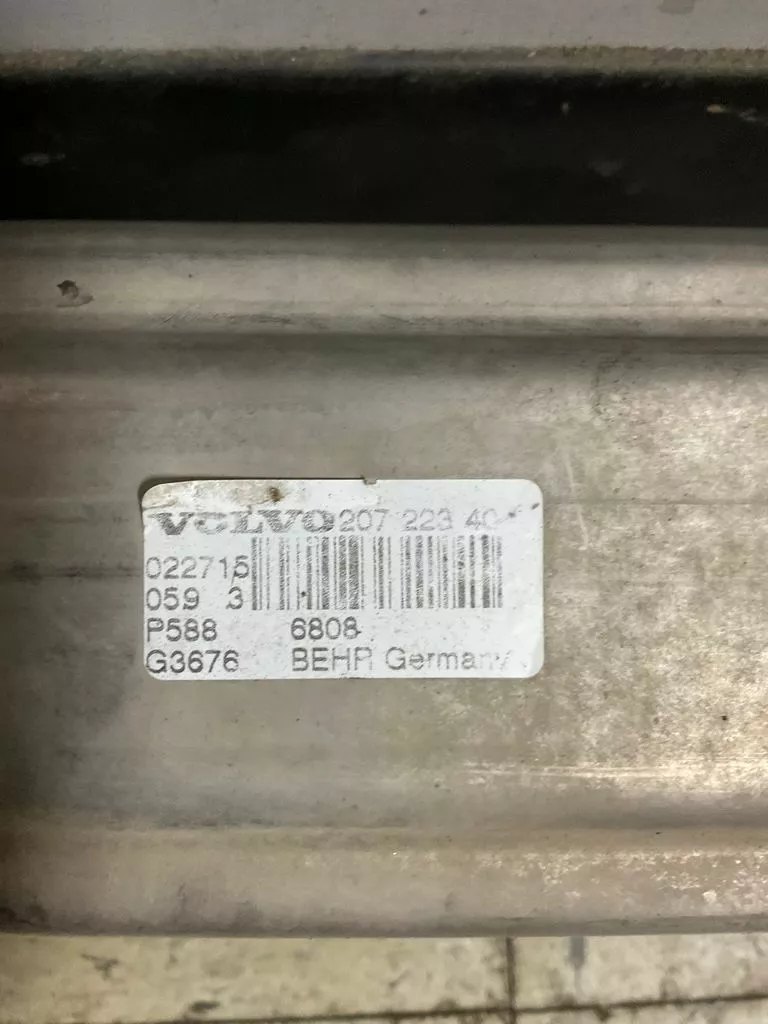 VOLVO 207 223 40
022715
059 3
P588 6808
G3676 BEHR Germany